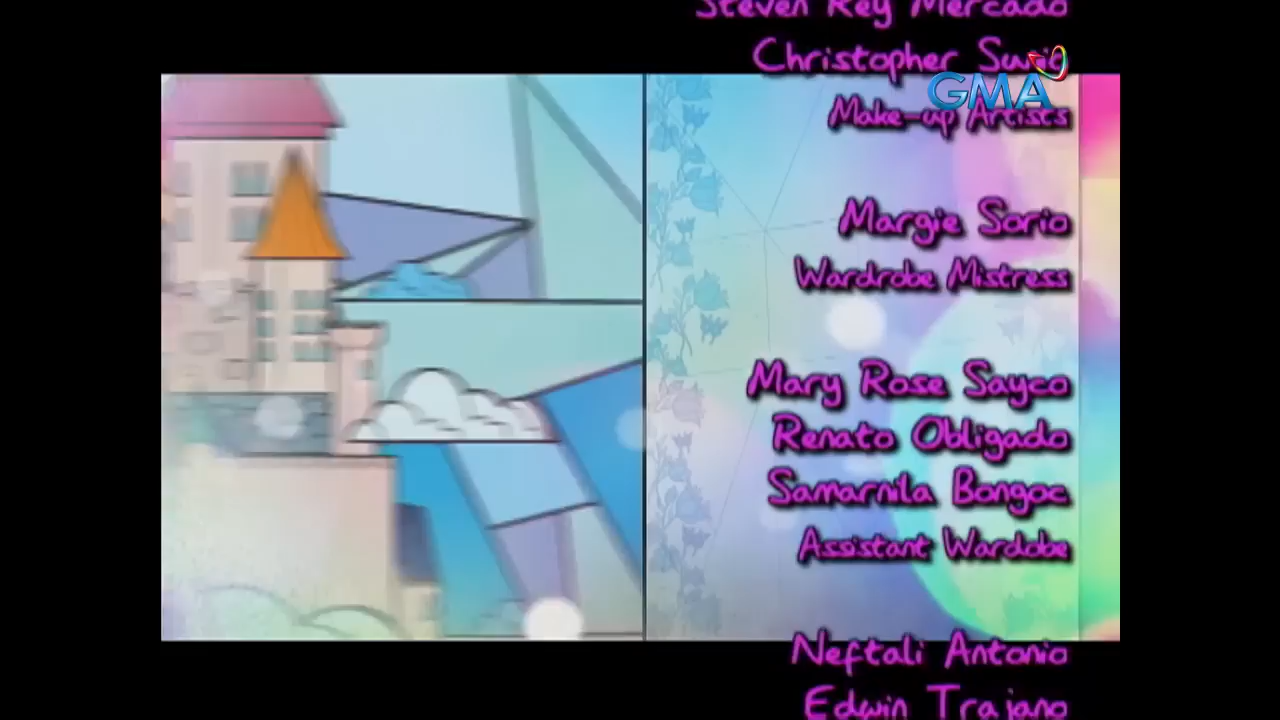 Steven Rey Mercado
Christopher
GMA
Make-up Artists
Margie Sorio
Wardrobe Mistress
Mary Rose Sayco
Renato Obligado
Samarnila Bongoc
Assistant Wardobe
Neftali Antonio
Edwin Trajano